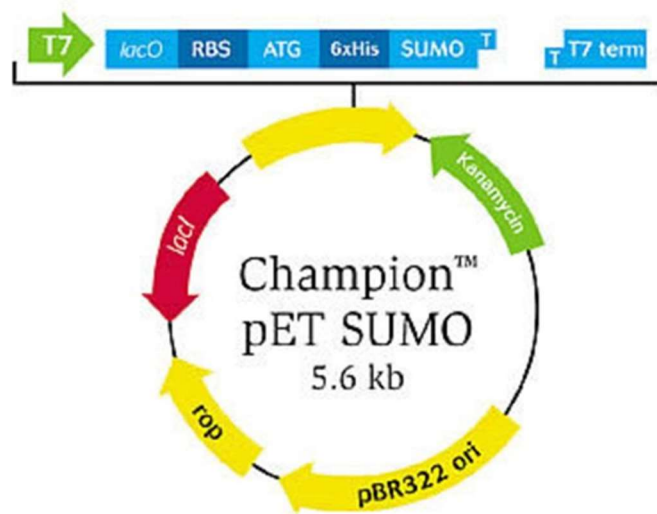 T7 lacO RBS ATG 6xHis SUMO T T T7 term
Kanamycin
lacI
Champion™
pET SUMO
5.6 kb
rop
pBR322 ori